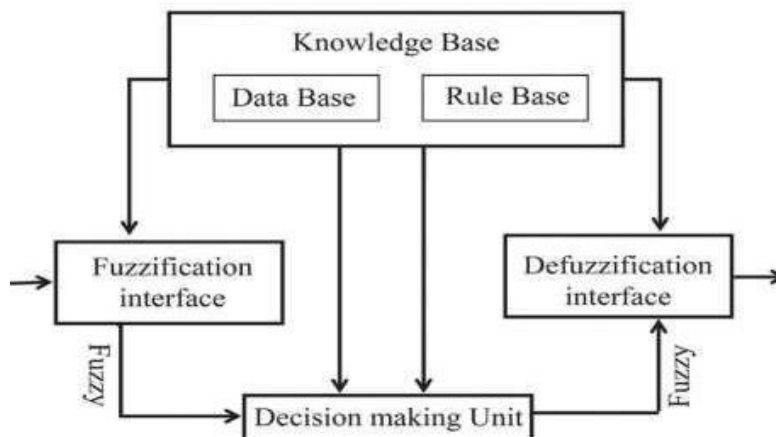 Knowledge Base
Data Base
Rule Base
Fuzzification
interface
Defuzzification
interface
Fuzzy
Fuzzy
Decision making Unit